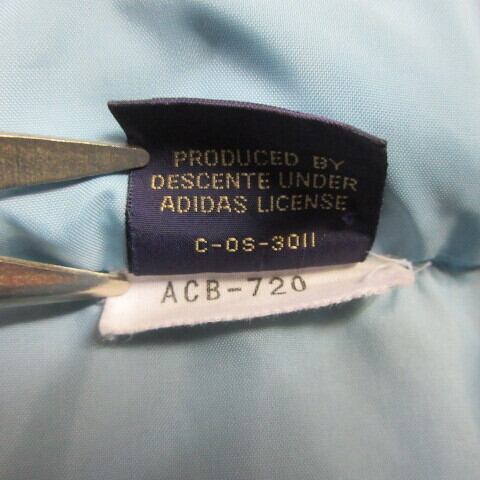 PRODUCED BY
DESCENTE UNDER
ADIDAS LICENSE
C-OS-3011
ACB-720